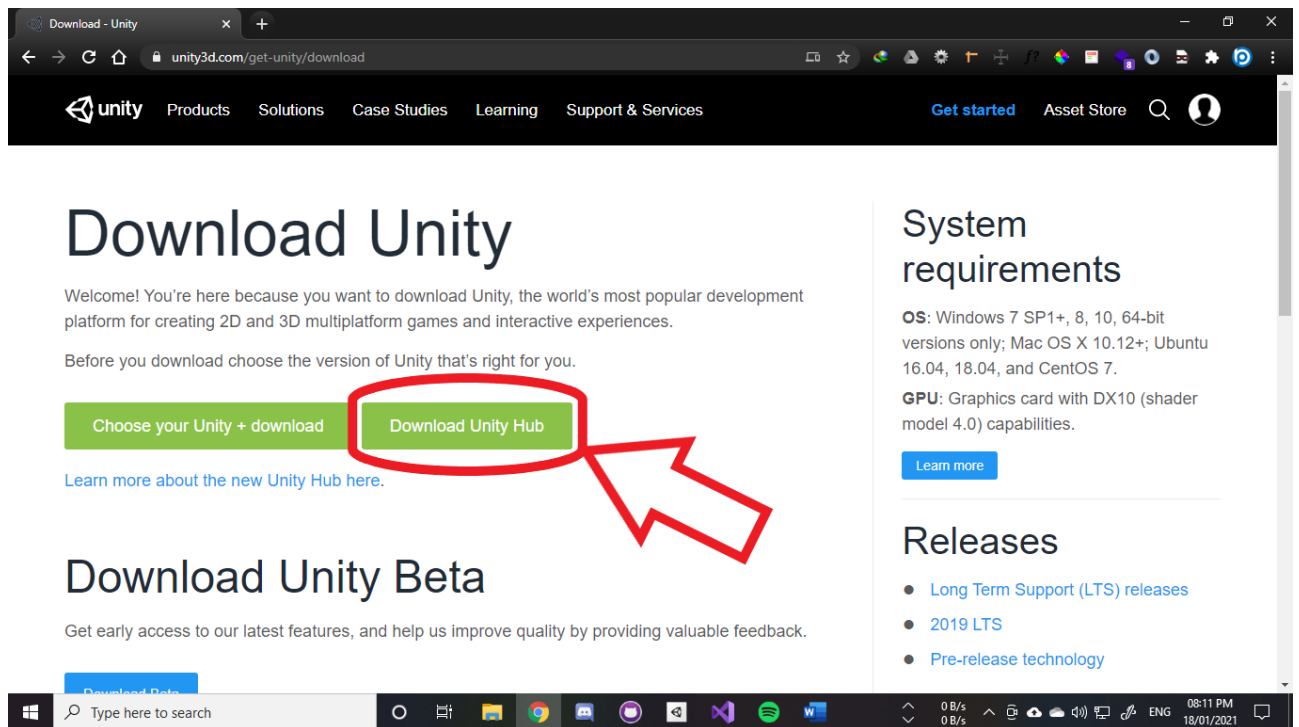 Download - Unity
unity3d.com/get-unity/download
8
unity Products Solutions Case Studies Learning Support & Services Get started Asset Store
Download Unity
Welcome! You're here because you want to download Unity, the world's most popular development
platform for creating 2D and 3D multiplatform games and interactive experiences.
Before you download choose the version of Unity that's right for you.
Choose your Unity + download
Download Unity Hub
Learn more about the new Unity Hub here.
Download Unity Beta
Get early access to our latest features, and help us improve quality by providing valuable feedback.
Download Beta
System
requirements
OS: Windows 7 SP1+, 8, 10, 64-bit
versions only; Mac OS X 10.12+; Ubuntu
16.04, 18.04, and CentOS 7.
GPU: Graphics card with DX10 (shader
model 4.0) capabilities.
Learn more
Releases
Long Term Support (LTS) releases
2019 LTS
Pre-release technology
Type here to search
0 B/s
0 B/s
ENG
08:11 PM
18/01/2021